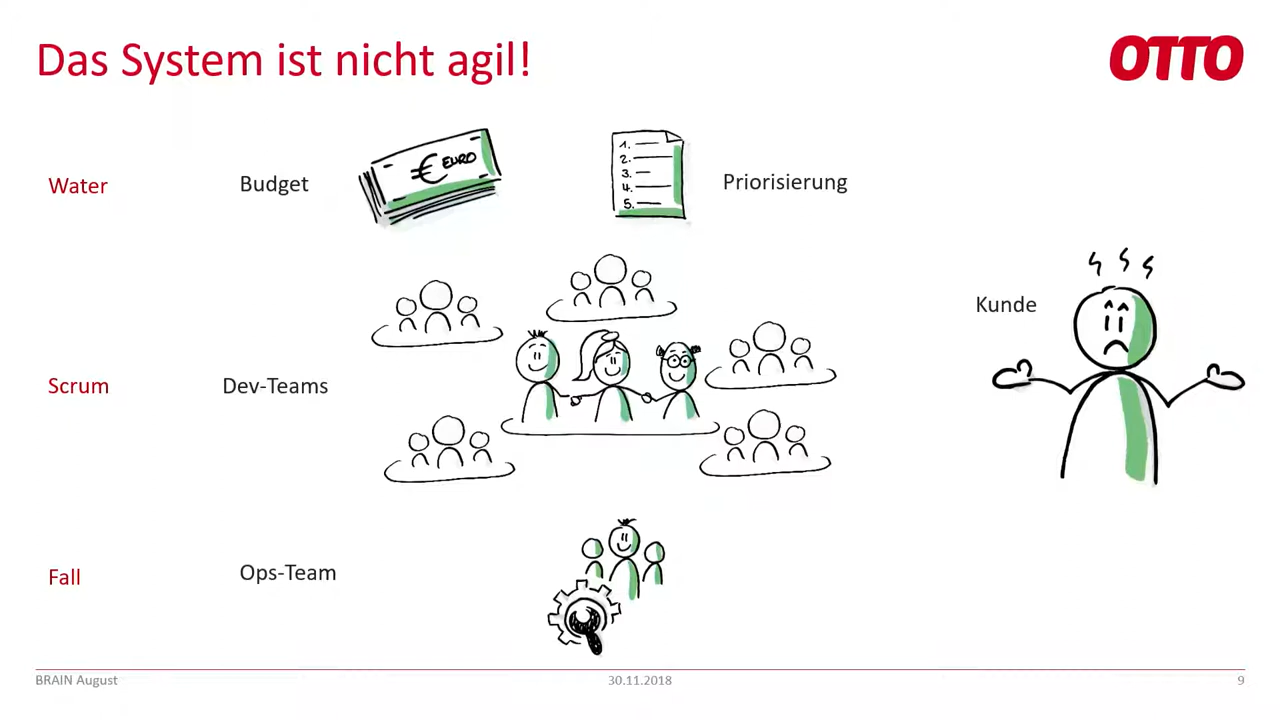 Das System ist nicht agil!
OTTO
Water
Budget
€ EURO
1.
2.
3.
4.
5.
Priorisierung
Kunde
Scrum
Dev-Teams
Fall
Ops-Team
BRAIN August
30.11.2018
9